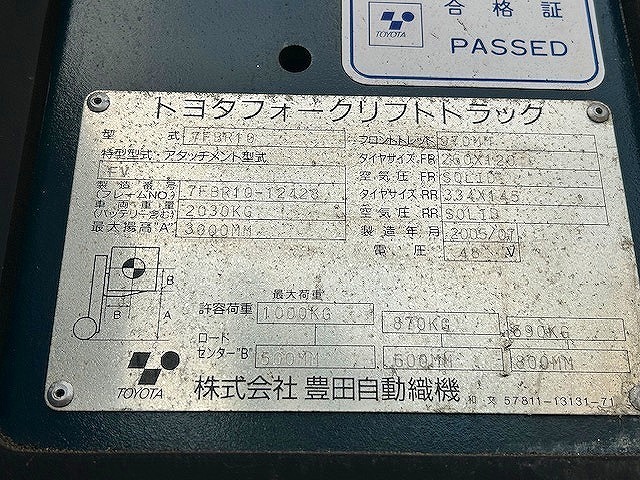 合格証
TOYOTA
PASSED
トヨタフォークリフトトラック
型式 7FBR10
フロントトレッド 970MM
特型型式・アタッチメント型式
タイヤサイズ FR
FV
空気圧 FR SOLID
製造番号 (フレームNO.) 7FBR10-12428
タイヤサイズ RR 334X145
車両重量 (バッテリー含む) 2030KG
空気圧 RR SOLID
最大揚高"A" 3000MM
製造年月 2005/07
電圧 48 V
B
B A
最大荷重
許容荷重 1000KG 870KG 690KG
ロードセンター"B" 500MM 600MM 800MM
TOYOTA 株式会社 豊田自動織機
和文 57811-13131-71